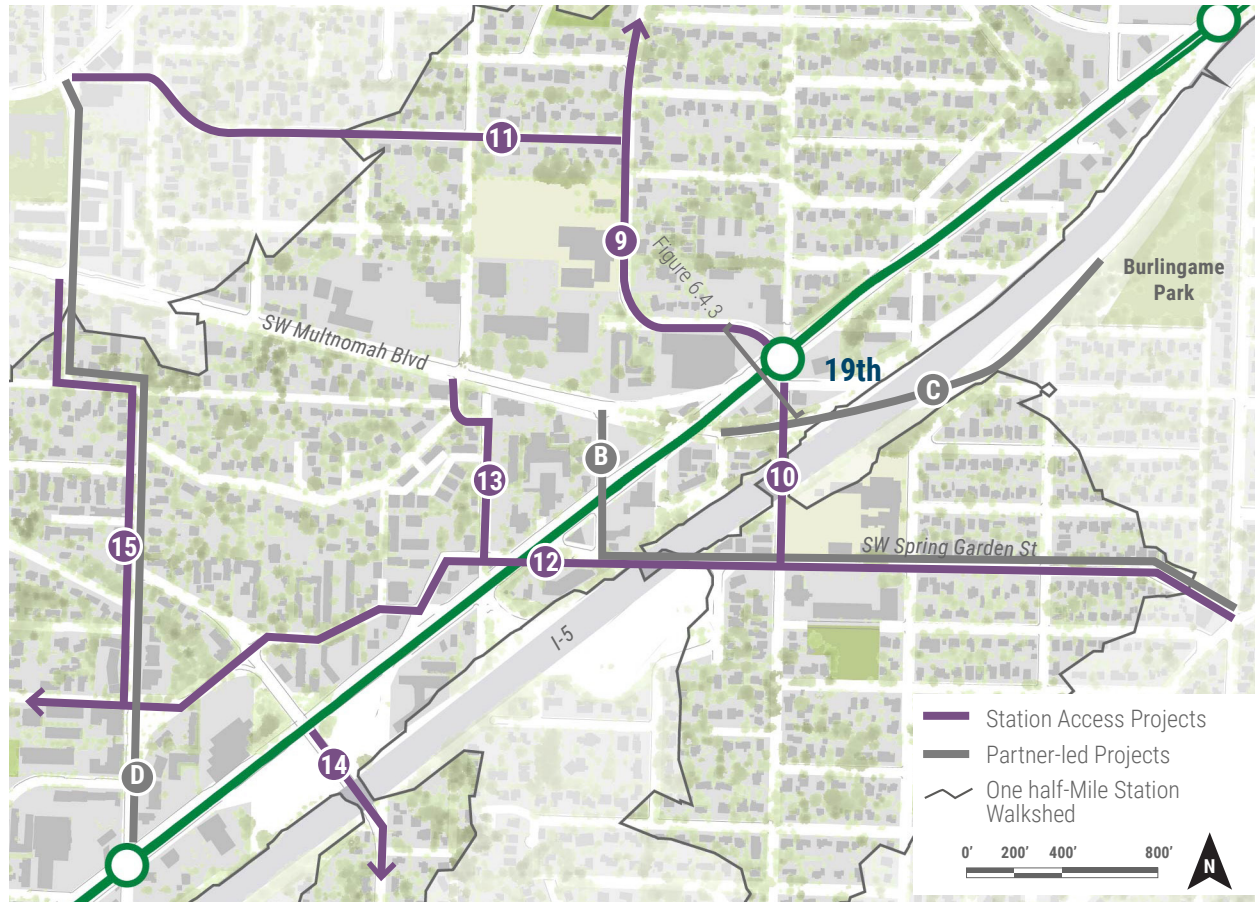 11
9
Figure 6.4.3
Burlingame
Park
SW Multnomah Blvd
19th
C
B
13
10
15
12
SW Spring Garden St
I-5
14
D
Station Access Projects
Partner-led Projects
One half-Mile Station
Walkshed
0' 200' 400' 800'
N